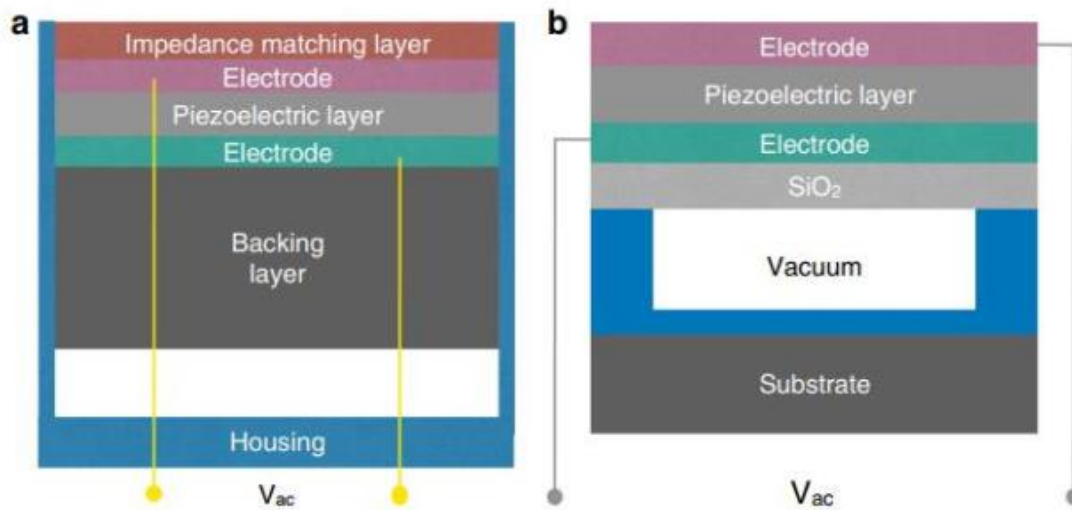 a
Impedance matching layer
Electrode
Piezoelectric layer
Electrode
Backing
layer
Housing
Vac
b
Electrode
Piezoelectric layer
Electrode
SiO₂
Vacuum
Substrate
Vac